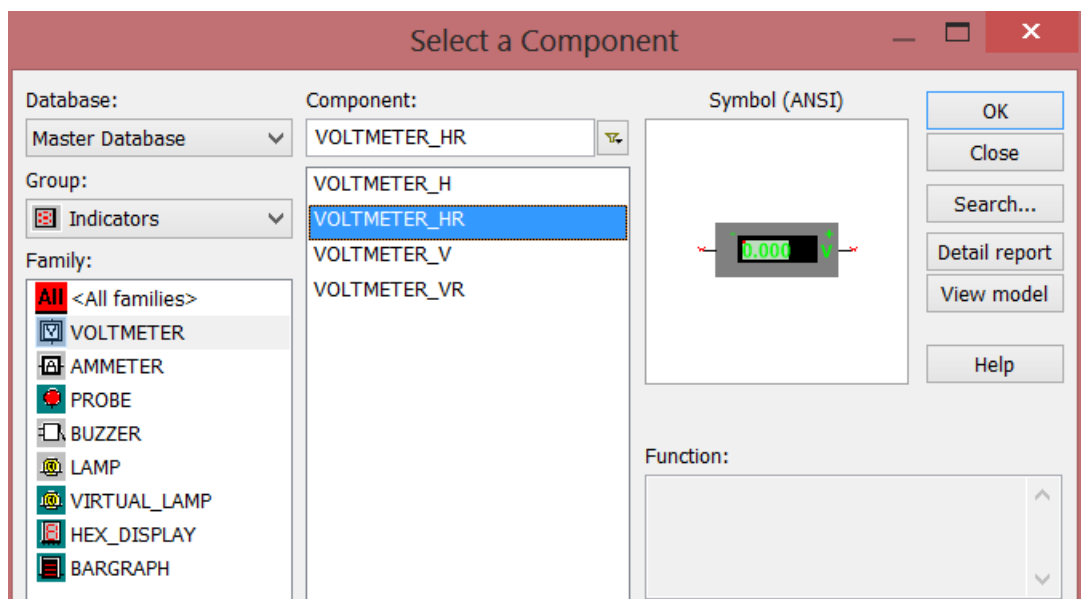 Select a Component
Database:
Master Database
Group:
Indicators
Family:
All <All families>
VOLTMETER
A AMMETER
PROBE
BUZZER
LAMP
VIRTUAL_LAMP
HEX_DISPLAY
BARGRAPH
Component:
VOLTMETER_HR
VOLTMETER_H
VOLTMETER_HR
VOLTMETER_V
VOLTMETER_VR
Symbol (ANSI)
- +
0.000 V
Function:
OK
Close
Search...
Detail report
View model
Help